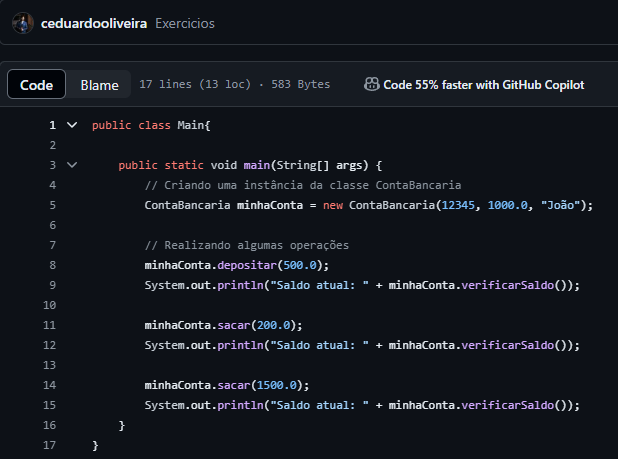 ceduardooliveira Exercicios
Code Blame 17 lines (13 loc) · 583 Bytes Code 55% faster with GitHub Copilot
1 public class Main{
2
3 public static void main(String[] args) {
4 // Criando uma instância da classe ContaBancaria
5 ContaBancaria minhaConta = new ContaBancaria(12345, 1000.0, "João");
6
7 // Realizando algumas operações
8 minhaConta.depositar(500.0);
9 System.out.println("Saldo atual: " + minhaConta.verificarSaldo());
10
11 minhaConta.sacar(200.0);
12 System.out.println("Saldo atual: " + minhaConta.verificarSaldo());
13
14 minhaConta.sacar(1500.0);
15 System.out.println("Saldo atual: " + minhaConta.verificarSaldo());
16 }
17 }